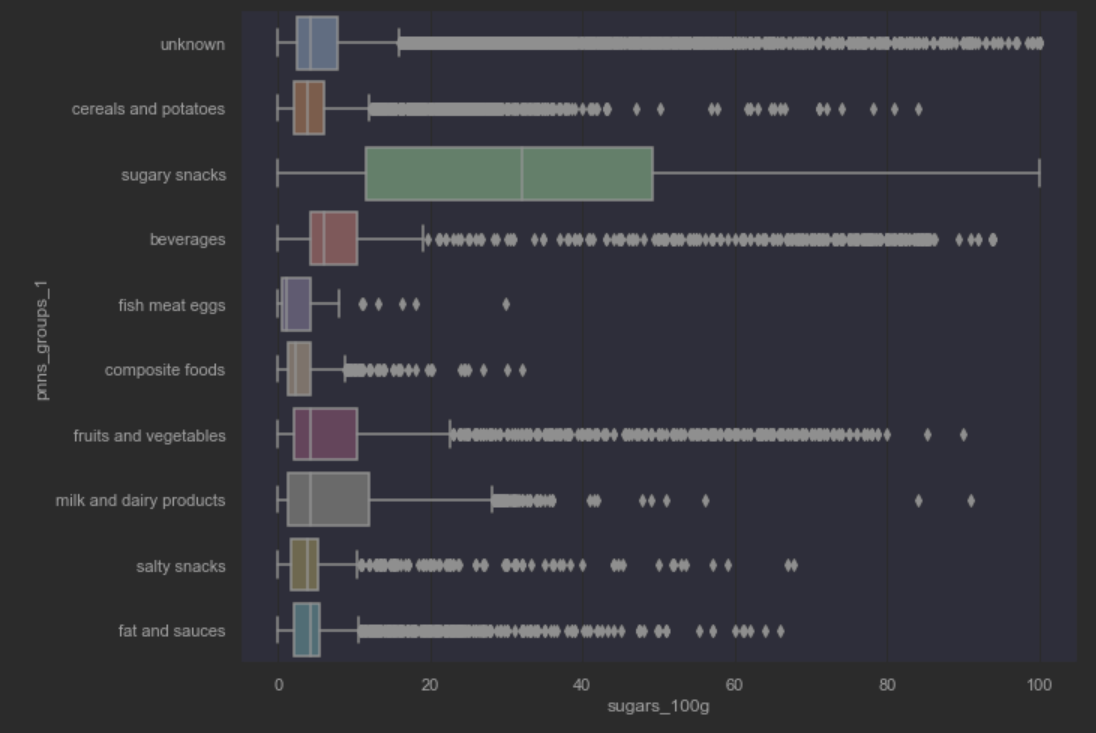 unknown
cereals and potatoes
sugary snacks
beverages
fish meat eggs
composite foods
fruits and vegetables
milk and dairy products
salty snacks
fat and sauces
pnns_groups_1
0 20 40 60 80 100
sugars_100g